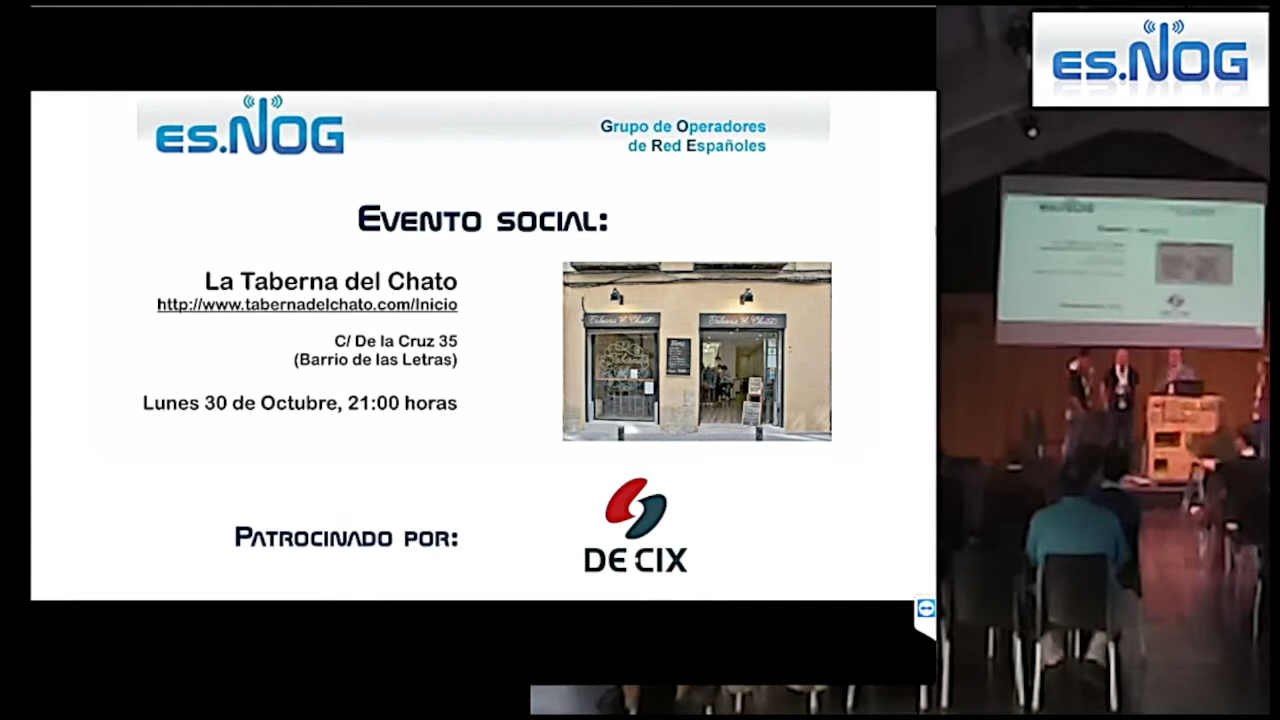 es.NOG
Grupo de Operadores
de Red Españoles
Evento social:
La Taberna del Chato
http://www.tabernadelchato.com/Inicio
C/ De la Cruz 35
(Barrio de las Letras)
Lunes 30 de Octubre, 21:00 horas
Taberna del Chato
Taberna del Chato
Patrocinado por:
DE CIX
es.NOG